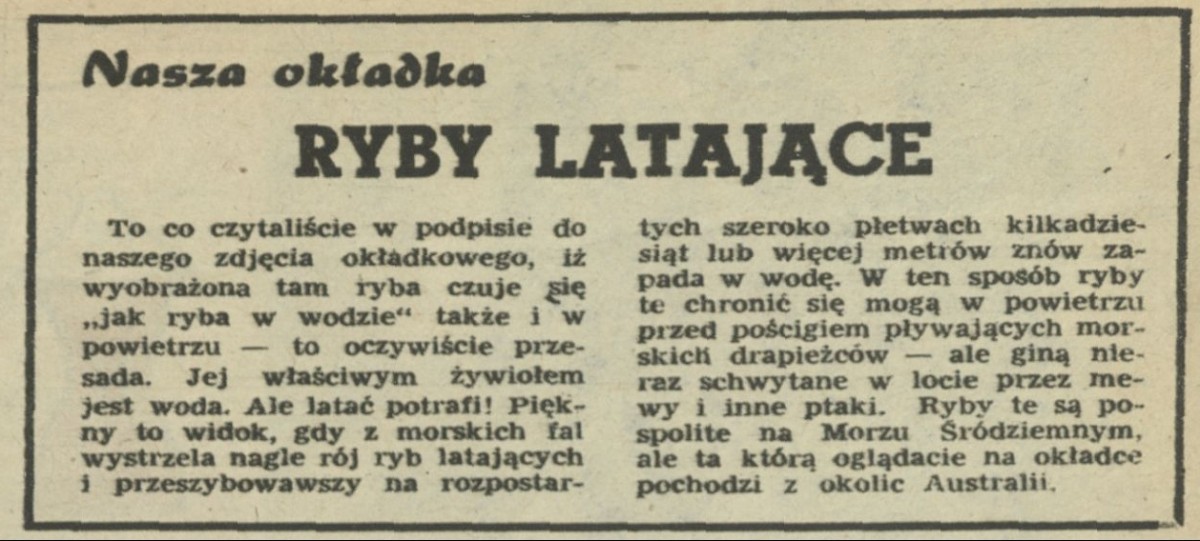 Nasza okładka
RYBY LATAJĄCE
To co czytaliście w podpisie do
naszego zdjęcia okładkowego, iż
wyobrażona tam ryba czuje się
„jak ryba w wodzie“ także i w
powietrzu — to oczywiście prze-
sada. Jej właściwym żywiołem
jest woda. Ale latać potrafi! Pięk-
ny to widok, gdy z morskich fal
wystrzela nagle rój ryb latających
i przeszybowawszy na rozpostar-
tych szeroko płetwach kilkadzie-
siąt lub więcej metrów znów za-
pada w wodę. W ten sposób ryby
te chronić się mogą w powietrzu
przed pościgiem pływających mor-
skich drapieżców — ale giną nie-
raz schwytane w locie przez me-
wy i inne ptaki. Ryby te są po-
spolite na Morzu Śródziemnym,
ale ta którą oglądacie na okładce
pochodzi z okolic Australii.